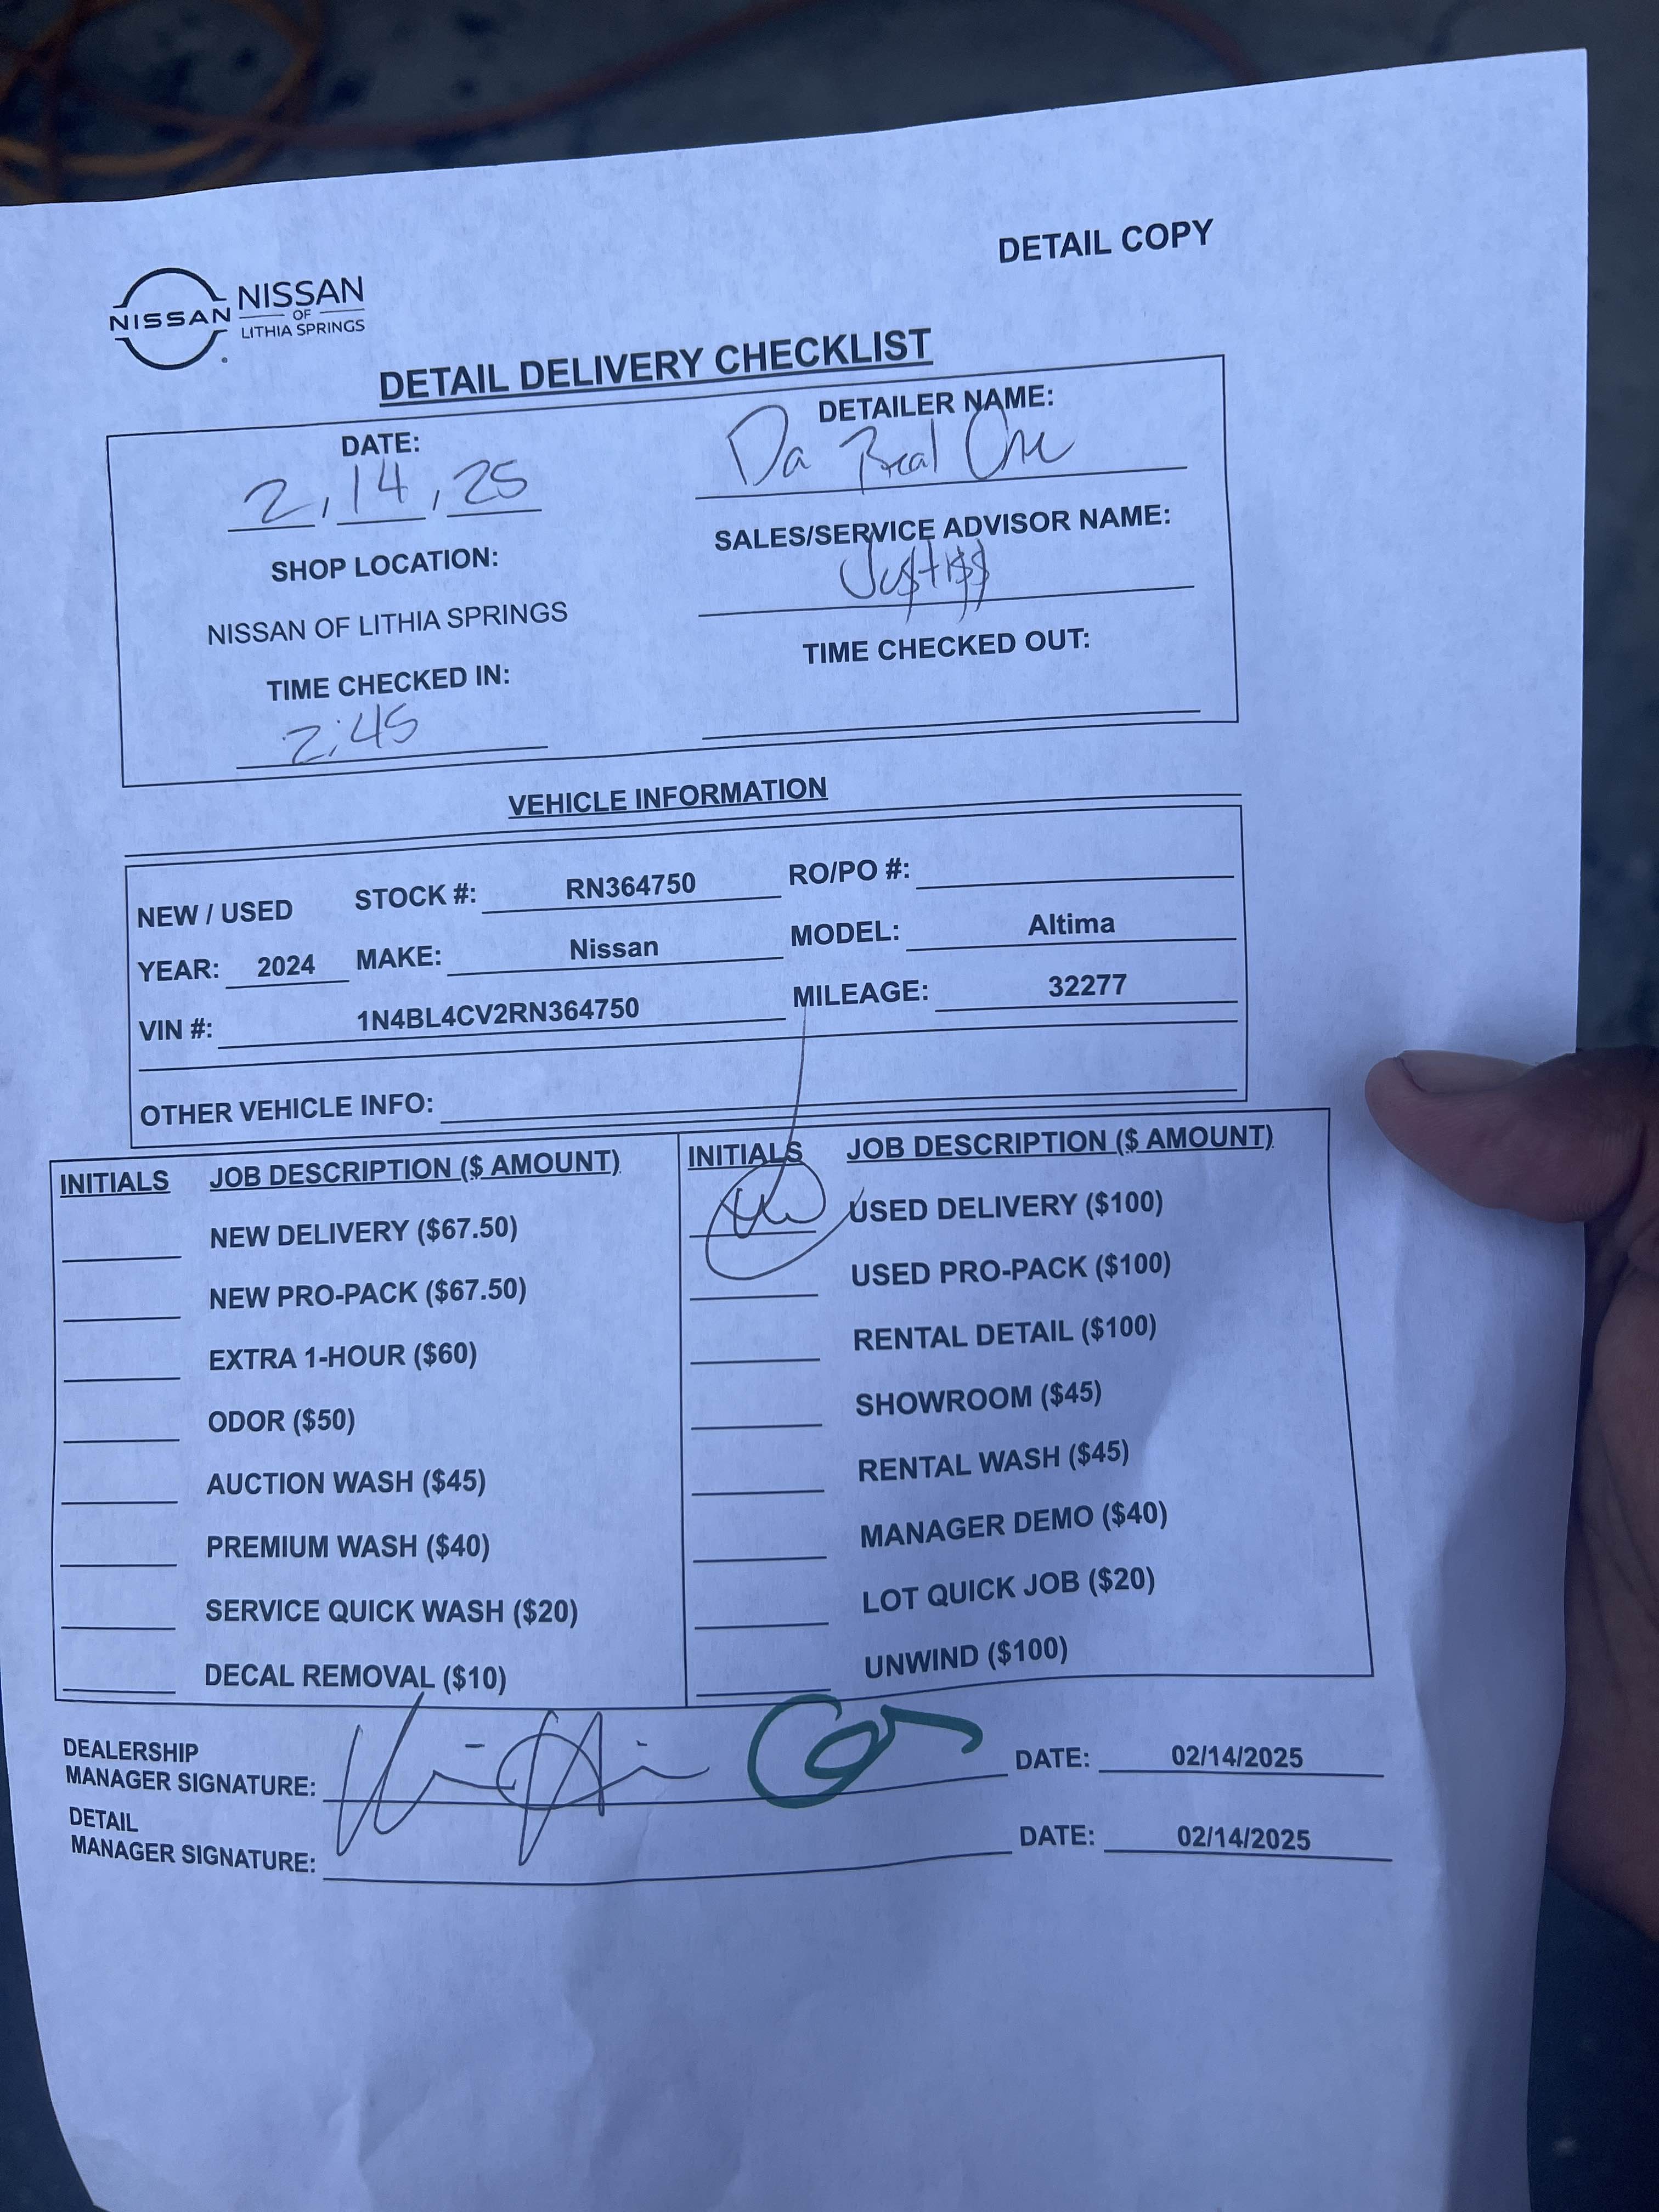 DETAIL COPY
NISSAN
NISSAN
OF
LITHIA SPRINGS
DETAIL DELIVERY CHECKLIST
DATE:
2, 14, 25
DETAILER NAME:
Da Real One
SHOP LOCATION:
NISSAN OF LITHIA SPRINGS
SALES/SERVICE ADVISOR NAME:
Ju$ti$$
TIME CHECKED IN:
2:45
TIME CHECKED OUT:
VEHICLE INFORMATION
NEW / USED STOCK #: RN364750 RO/PO #:
YEAR: 2024 MAKE: Nissan MODEL: Altima
VIN #: 1N4BL4CV2RN364750 MILEAGE: 32277
OTHER VEHICLE INFO:
INITIALS JOB DESCRIPTION ($ AMOUNT)
NEW DELIVERY ($67.50)
NEW PRO-PACK ($67.50)
EXTRA 1-HOUR ($60)
ODOR ($50)
AUCTION WASH ($45)
PREMIUM WASH ($40)
SERVICE QUICK WASH ($20)
DECAL REMOVAL ($10)
INITIALS JOB DESCRIPTION ($ AMOUNT)
USED DELIVERY ($100)
USED PRO-PACK ($100)
RENTAL DETAIL ($100)
SHOWROOM ($45)
RENTAL WASH ($45)
MANAGER DEMO ($40)
LOT QUICK JOB ($20)
UNWIND ($100)
DEALERSHIP
MANAGER SIGNATURE: DATE: 02/14/2025
DETAIL
MANAGER SIGNATURE: DATE: 02/14/2025